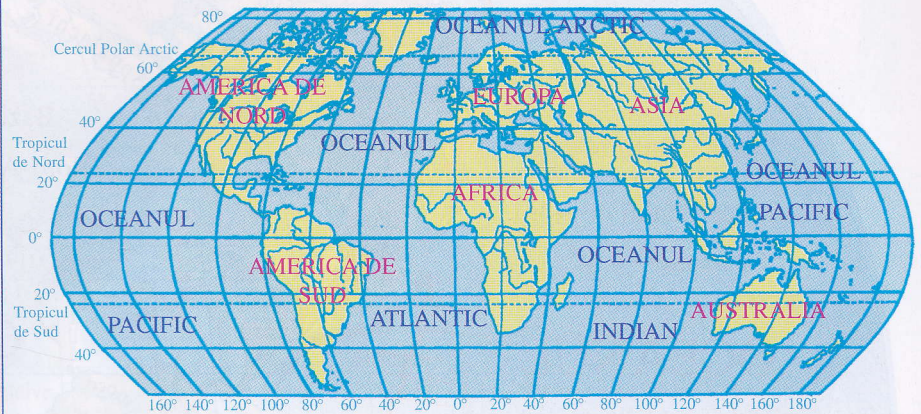 80°
OCEANUL ARCTIC
Cercul Polar Arctic
60°
AMERICA DE
NORD
EUROPA
ASIA
40°
Tropicul
de Nord
OCEANUL
OCEANUL
20°
AFRICA
OCEANUL
PACIFIC
0°
OCEANUL
AMERICA DE
SUD
20°
Tropicul
de Sud
PACIFIC
ATLANTIC
INDIAN
AUSTRALIA
40°
160° 140° 120° 100° 80° 60° 40° 20° 0° 20° 40° 60° 80° 100° 120° 140° 160° 180°